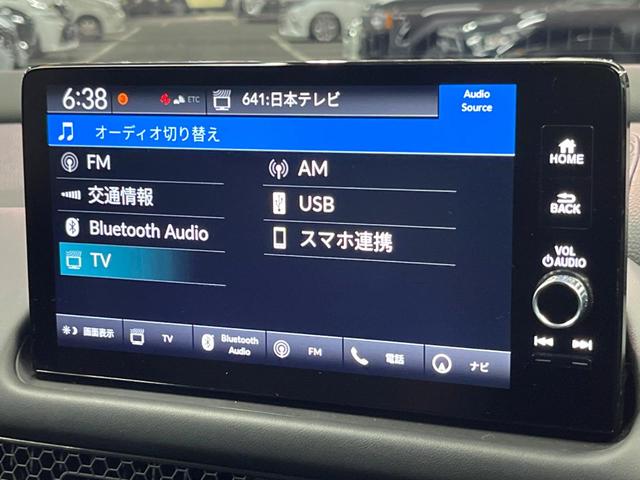 6:38
ETC
641:日本テレビ
Audio Source
オーディオ切り替え
FM
AM
交通情報
USB
Bluetooth Audio
スマホ連携
TV
画面表示
TV
Bluetooth Audio
FM
電話
ナビ
HOME
BACK
VOL
AUDIO